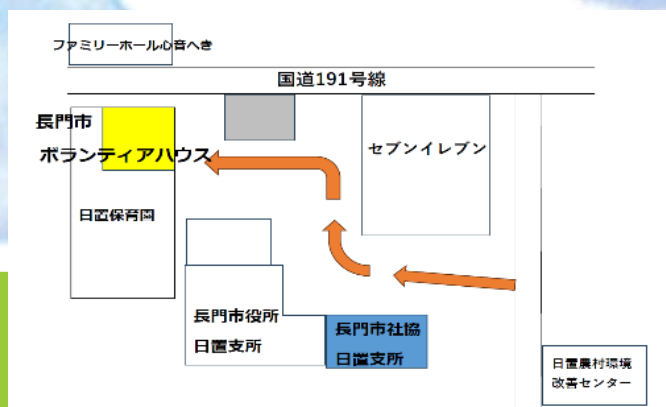 ファミリーホール心音へき
国道191号線
長門市
ボランティアハウス
セブンイレブン
日置保育園
長門市役所
日置支所
長門市社協
日置支所
日置農村環境
改善センター